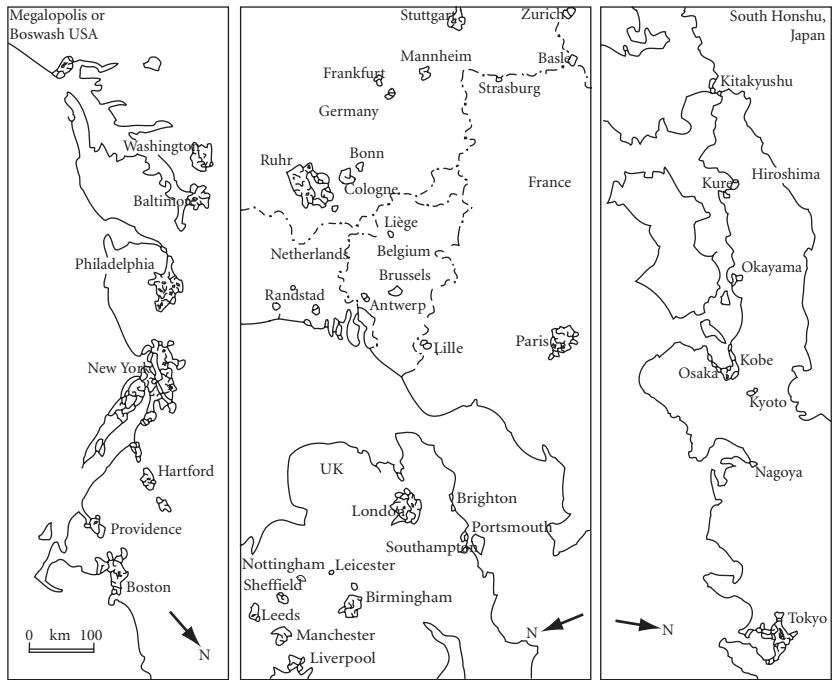 Megalopolis or
Boswash USA
Washington
Baltimore
Philadelphia
New York
Hartford
Providence
Boston
0 km 100
N
Stuttgart
Zurich
Mannheim
Basle
Frankfurt
Strasburg
Germany
Bonn
Ruhr
Cologne
France
Liège
Netherlands
Belgium
Brussels
Randstad
Antwerp
Paris
Lille
UK
London
Brighton
Portsmouth
Southampton
Nottingham
Leicester
Sheffield
Birmingham
Leeds
Manchester
Liverpool
N
South Honshu,
Japan
Kitakyushu
Hiroshima
Kure
Okayama
Kobe
Osaka
Kyoto
Nagoya
Tokyo
N